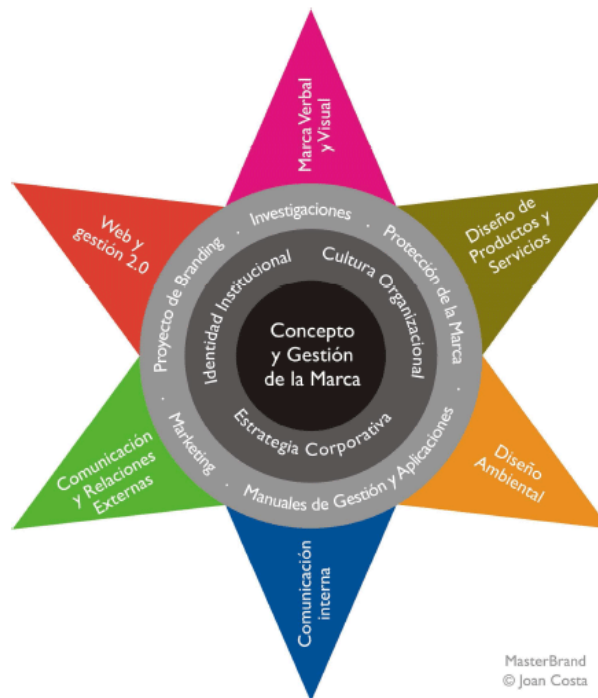 Marca Verbal
y Visual
Diseño de
Productos y
Servicios
Diseño
Ambiental
Comunicación
interna
Comunicación
y Relaciones
Externas
Web y
gestión 2.0
Proyecto de Branding · Investigaciones · Protección de la Marca ·
Manuales de Gestión y Aplicaciones · Marketing ·
Identidad Institucional
Cultura Organizacional
Estrategia Corporativa
Concepto
y Gestión
de la Marca
MasterBrand
© Joan Costa